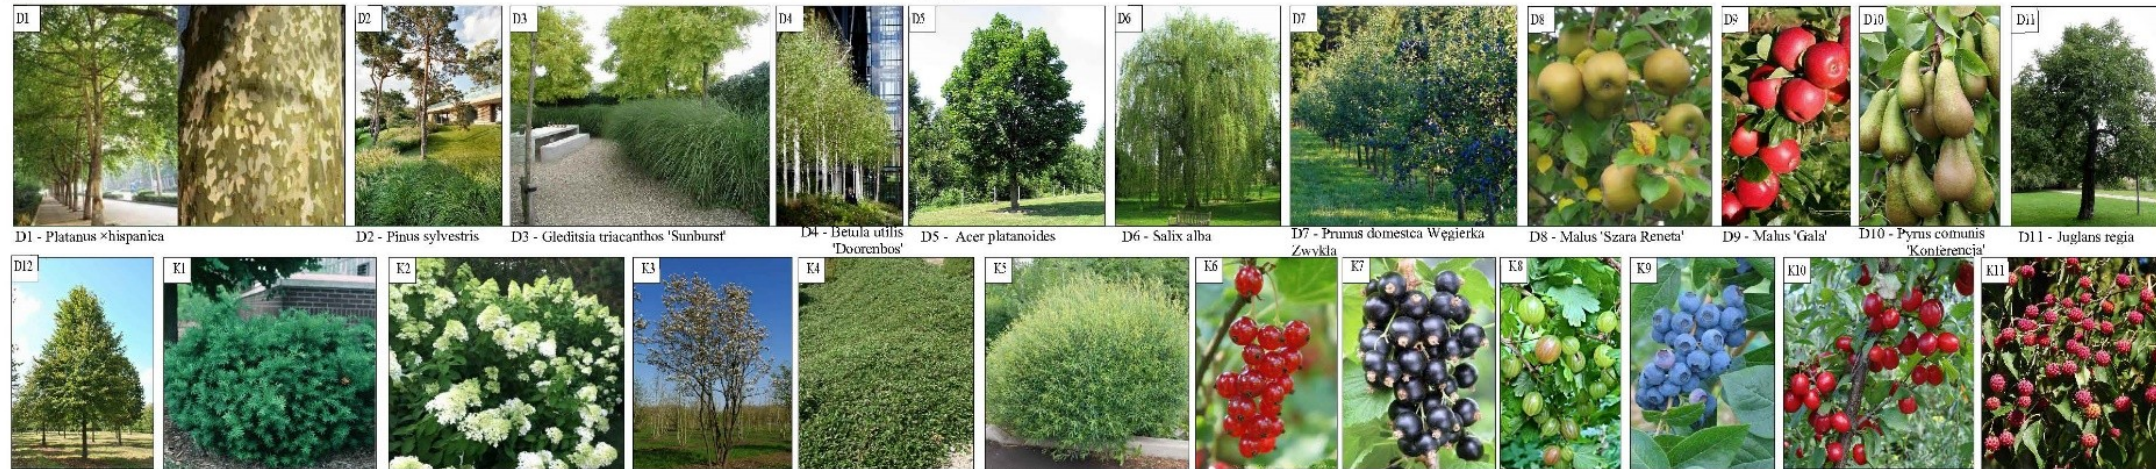 D1
D2
D3
D4
D5
D6
D7
D8
D9
D10
D11
D1 - Platanus ×hispanica
D2 - Pinus sylvestris
D3 - Gleditsia triacanthos 'Sunburst'
D4 - Betula utilis
'Doorenbos'
D5 - Acer platanoides
D6 - Salix alba
D7 - Prunus domestca Węgierka
Zwykła
D8 - Malus 'Szara Reneta'
D9 - Malus 'Gala'
D10 - Pyrus comunis
'Konferencja'
D11 - Juglans regia
D12
K1
K2
K3
K4
K5
K6
K7
K8
K9
K10
K11